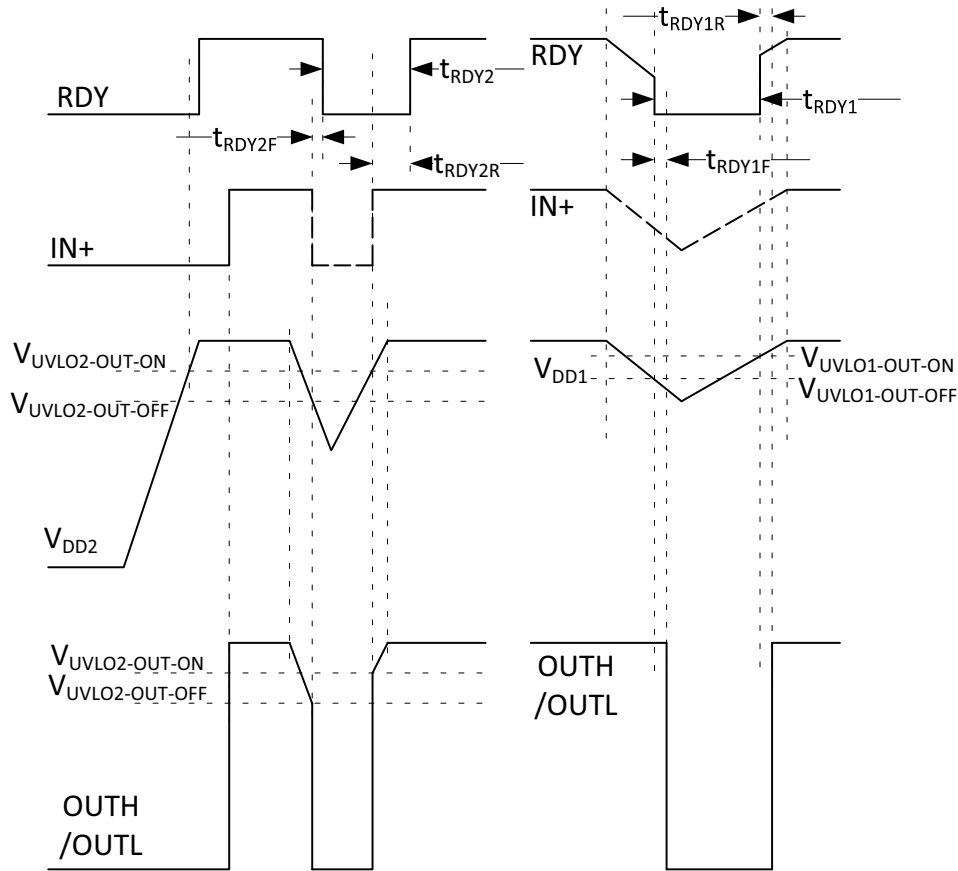 RDY
tRDY2
tRDY2F
tRDY2R
IN+
VUVLO2-OUT-ON
VUVLO2-OUT-OFF
VDD2
VUVLO2-OUT-ON
VUVLO2-OUT-OFF
OUTH
/OUTL
tRDY1R
RDY
tRDY1
tRDY1F
IN+
VDD1
VUVLO1-OUT-ON
VUVLO1-OUT-OFF
OUTH
/OUTL